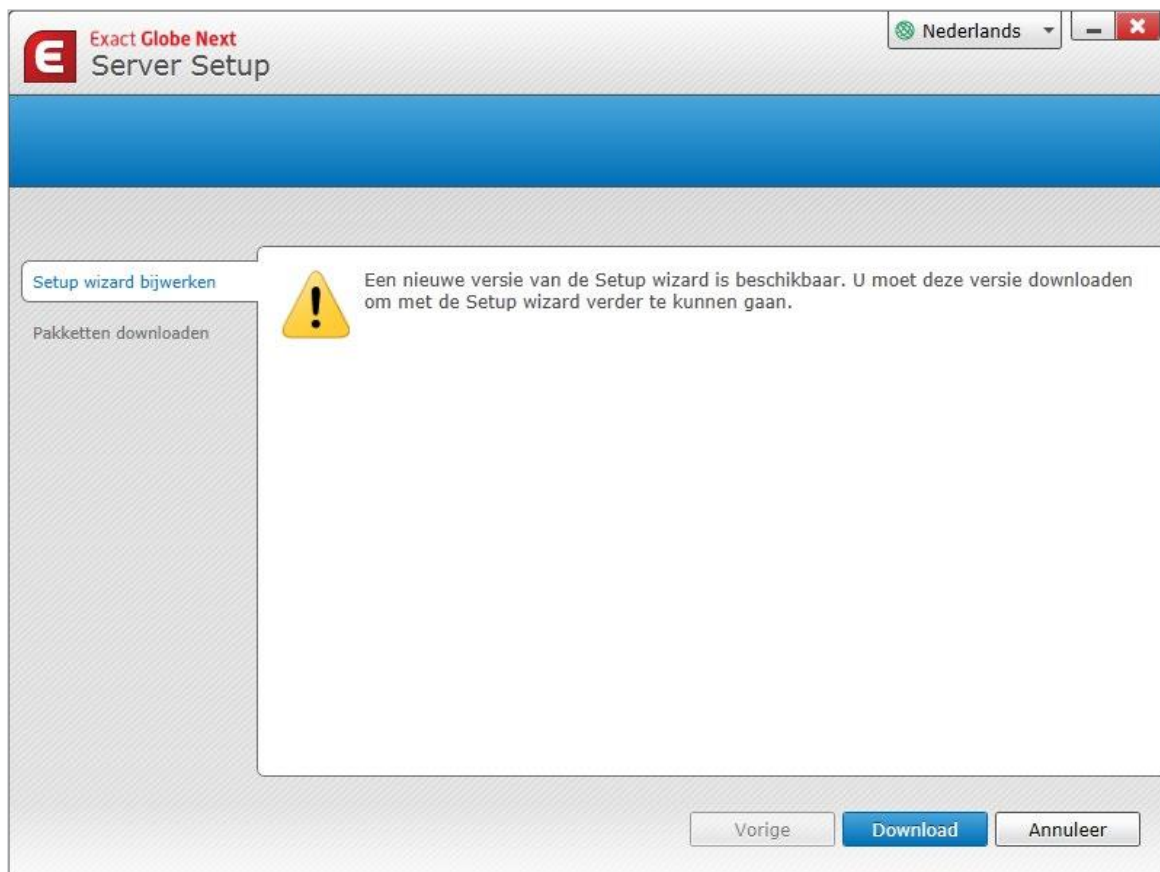 Exact Globe Next
Server Setup
Nederlands
Setup wizard bijwerken
Pakketten downloaden
Een nieuwe versie van de Setup wizard is beschikbaar. U moet deze versie downloaden
om met de Setup wizard verder te kunnen gaan.
Vorige
Download
Annuleer